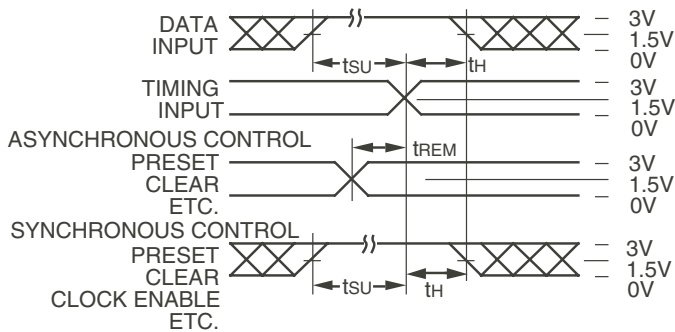 DATA
INPUT
3V
1.5V
0V
tSU
tH
TIMING
INPUT
3V
1.5V
0V
ASYNCHRONOUS CONTROL
tREM
PRESET
CLEAR
ETC.
3V
1.5V
0V
SYNCHRONOUS CONTROL
PRESET
CLEAR
CLOCK ENABLE
ETC.
3V
1.5V
0V
tSU
tH